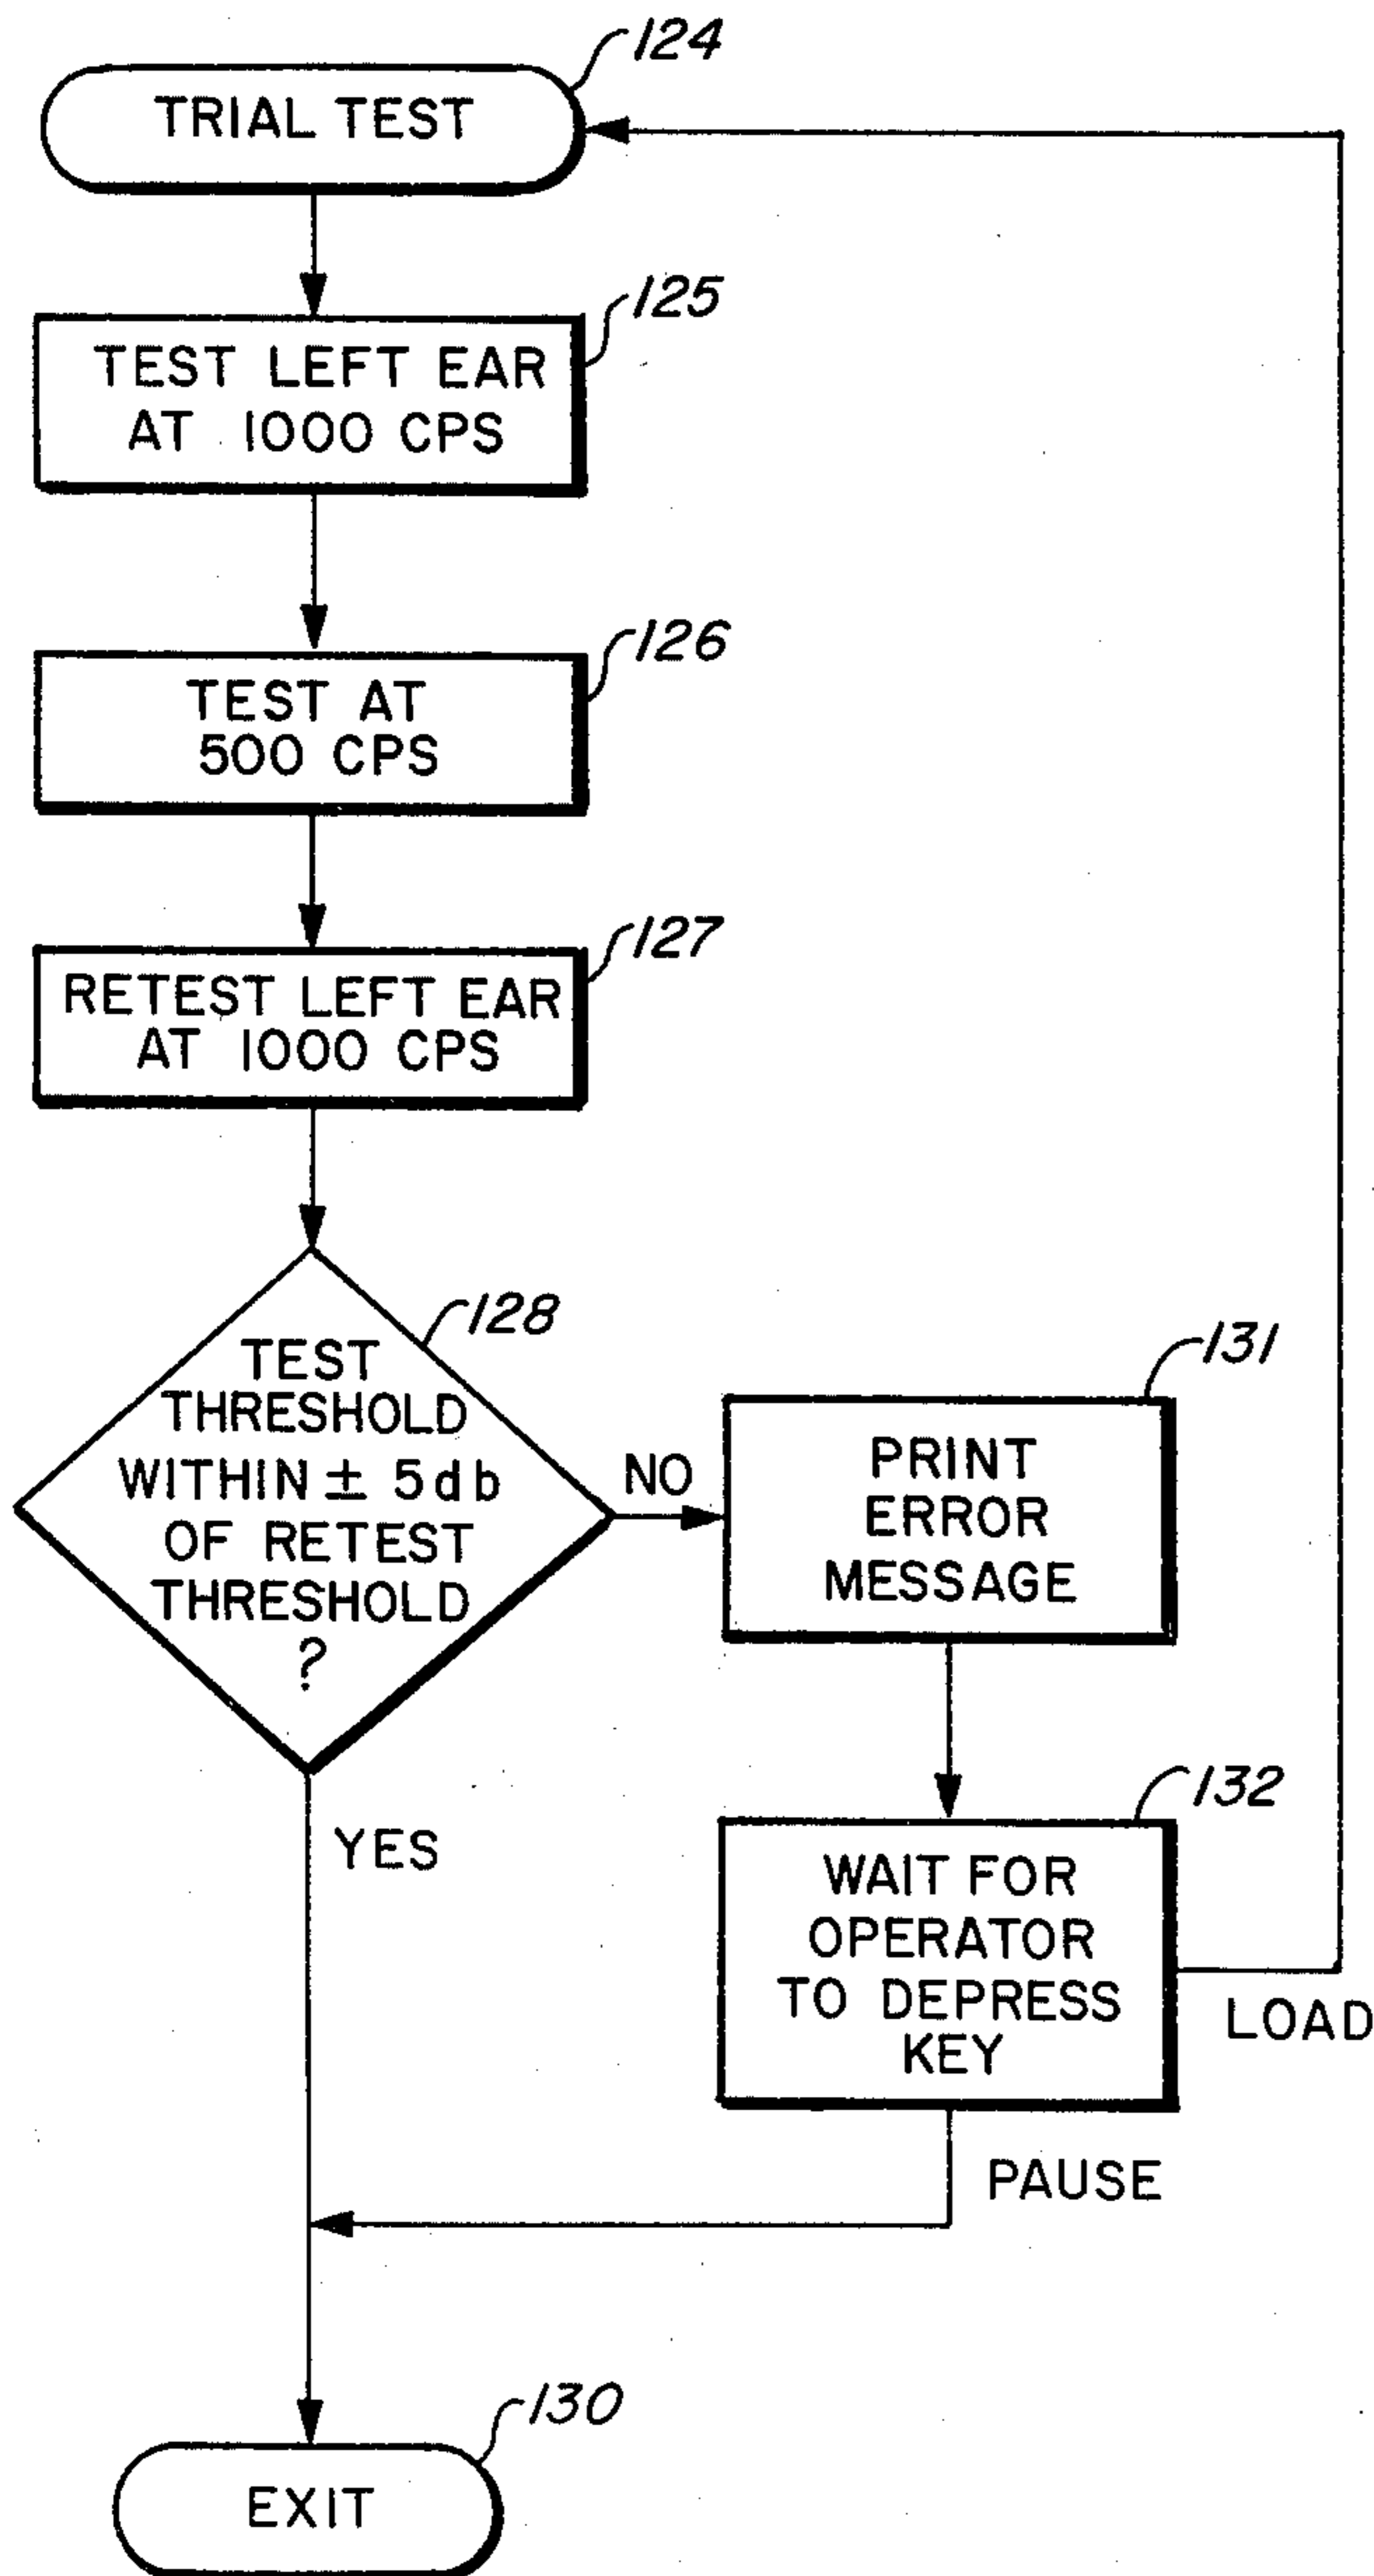 124
TRIAL TEST
125
TEST LEFT EAR
AT 1000 CPS
126
TEST AT
500 CPS
127
RETEST LEFT EAR
AT 1000 CPS
128
TEST
THRESHOLD
WITHIN ± 5db
OF RETEST
THRESHOLD
?
NO
YES
131
PRINT
ERROR
MESSAGE
132
WAIT FOR
OPERATOR
TO DEPRESS
KEY
LOAD
PAUSE
130
EXIT